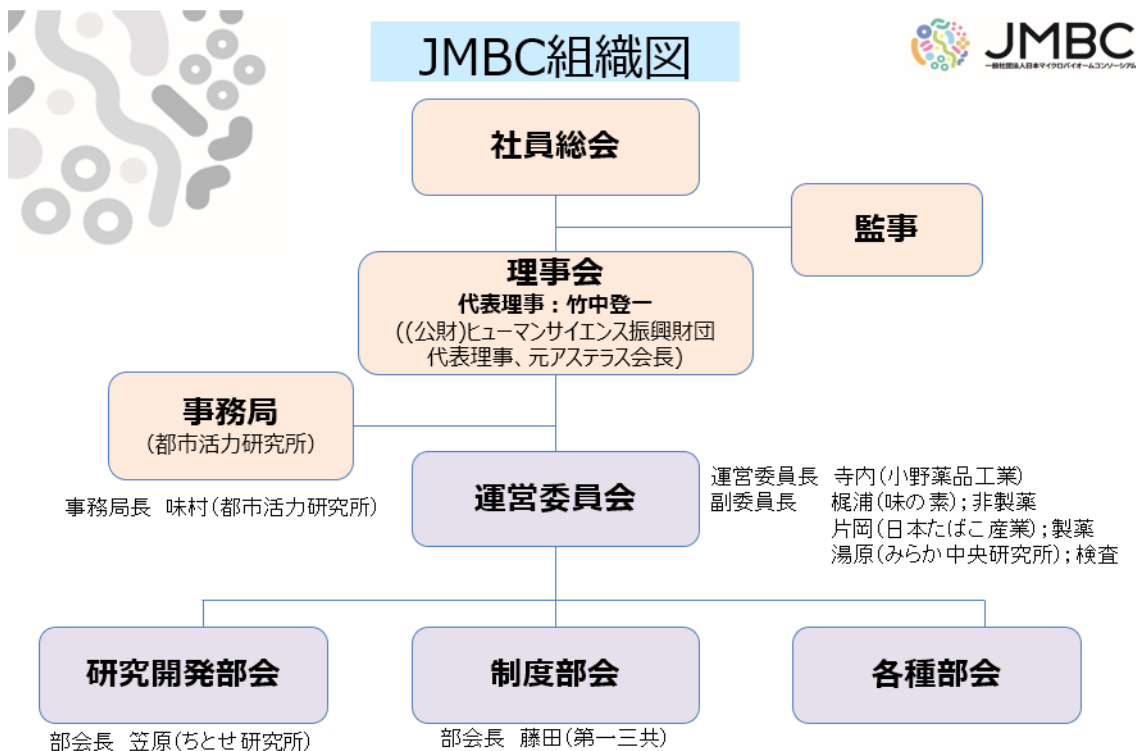 JMBC組織図
JMBC
一般社団法人日本マイクロバイオームコンソーシアム
社員総会
監事
理事会
代表理事：竹中登一
((公財)ヒューマンサイエンス振興財団
代表理事、元アステラス会長)
事務局
(都市活力研究所)
事務局長 味村(都市活力研究所)
運営委員会
運営委員長 寺内(小野薬品工業)
副委員長 梶浦(味の素);非製薬
片岡(日本たばこ産業);製薬
湯原(みらか中央研究所);検査
研究開発部会
部会長 笠原(ちとせ研究所)
制度部会
部会長 藤田(第一三共)
各種部会